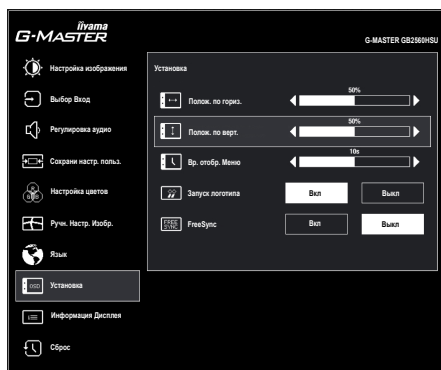 iiyama
G-MASTER
G-MASTER GB2560HSU
Настройка изображения
Выбор Вход
Регулировка аудио
Сохрани настр. польз.
Настройка цветов
R
G B
Ручн. Настр. Изобр.
Язык
OSD Установка
Информация Дисплея
Сброс
Установка
Полож. по гориз.
50%
Полож. по верт.
50%
Вр. отобр. Меню
10s
Запуск логотипа
Вкл
Выкл
FREE SYNC
FreeSync
Вкл
Выкл